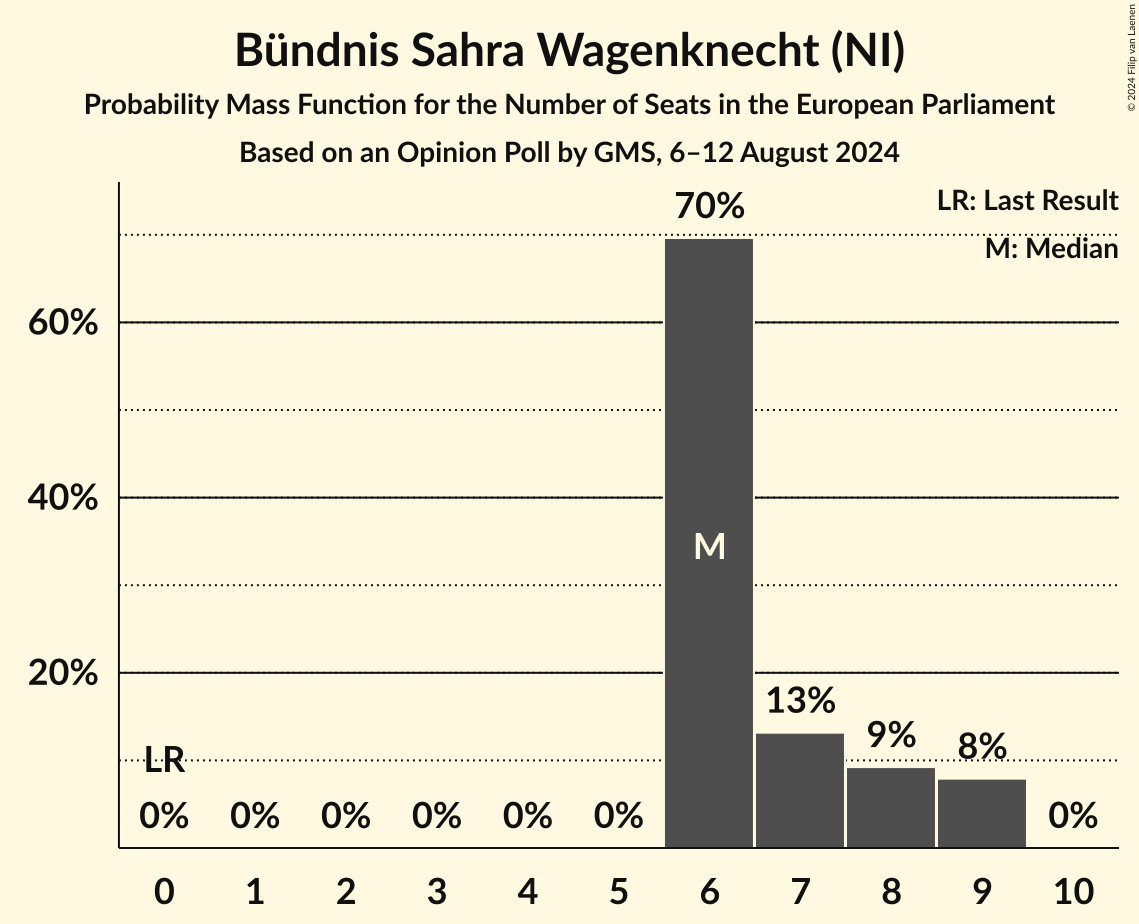 Bündnis Sahra Wagenknecht (NI)
Probability Mass Function for the Number of Seats in the European Parliament
Based on an Opinion Poll by GMS, 6–12 August 2024
© 2024 Filip van Laenen
LR: Last Result
M: Median
70%
60%
40%
M
20%
13%
9%
8%
LR
0% 0% 0% 0% 0% 0% 0%
0 1 2 3 4 5 6 7 8 9 10